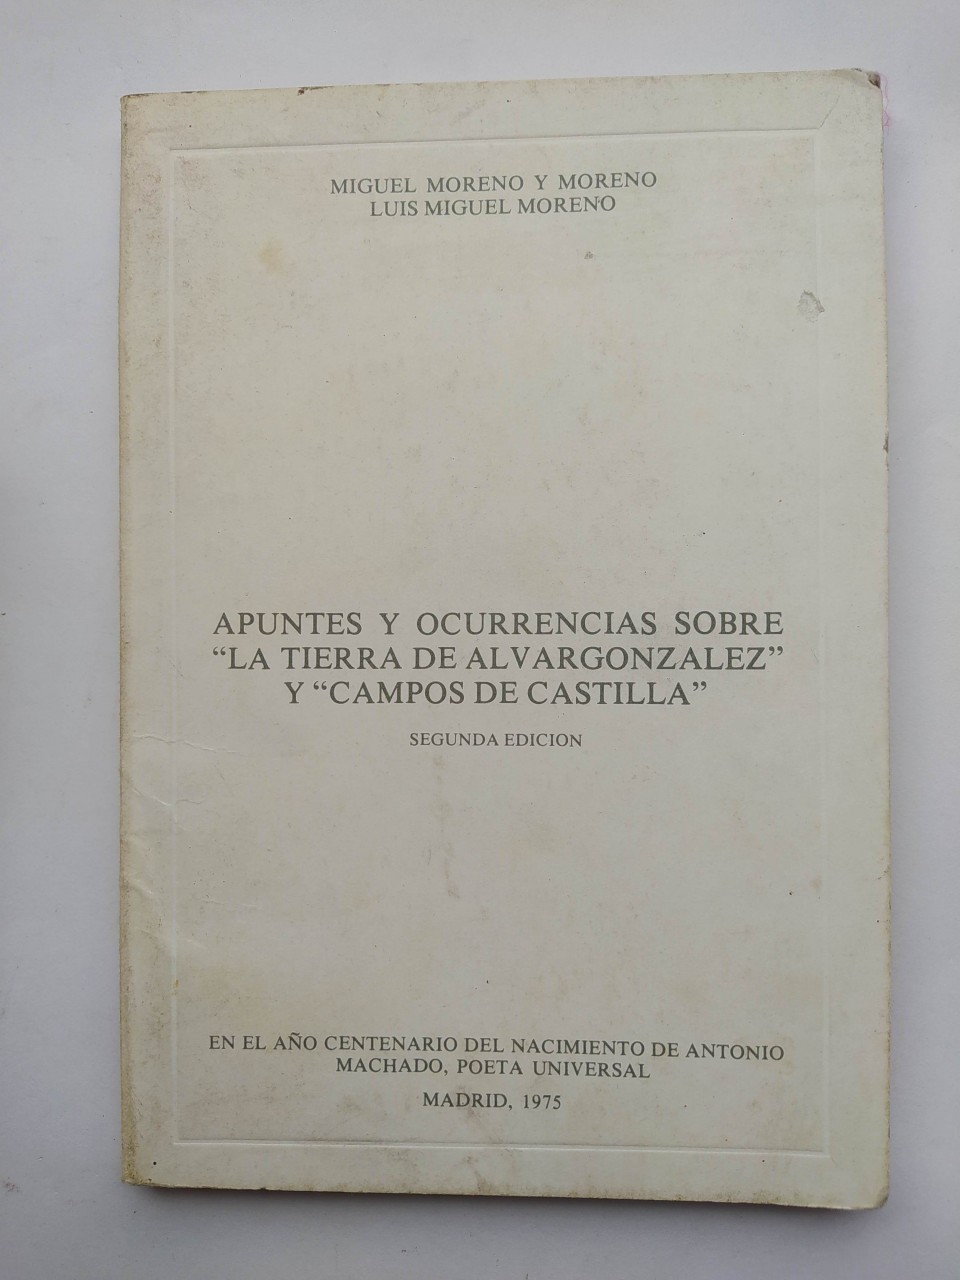 MIGUEL MORENO Y MORENO
LUIS MIGUEL MORENO
APUNTES Y OCURRENCIAS SOBRE
“LA TIERRA DE ALVARGONZALEZ”
Y “CAMPOS DE CASTILLA”
SEGUNDA EDICION
EN EL AÑO CENTENARIO DEL NACIMIENTO DE ANTONIO
MACHADO, POETA UNIVERSAL
MADRID, 1975